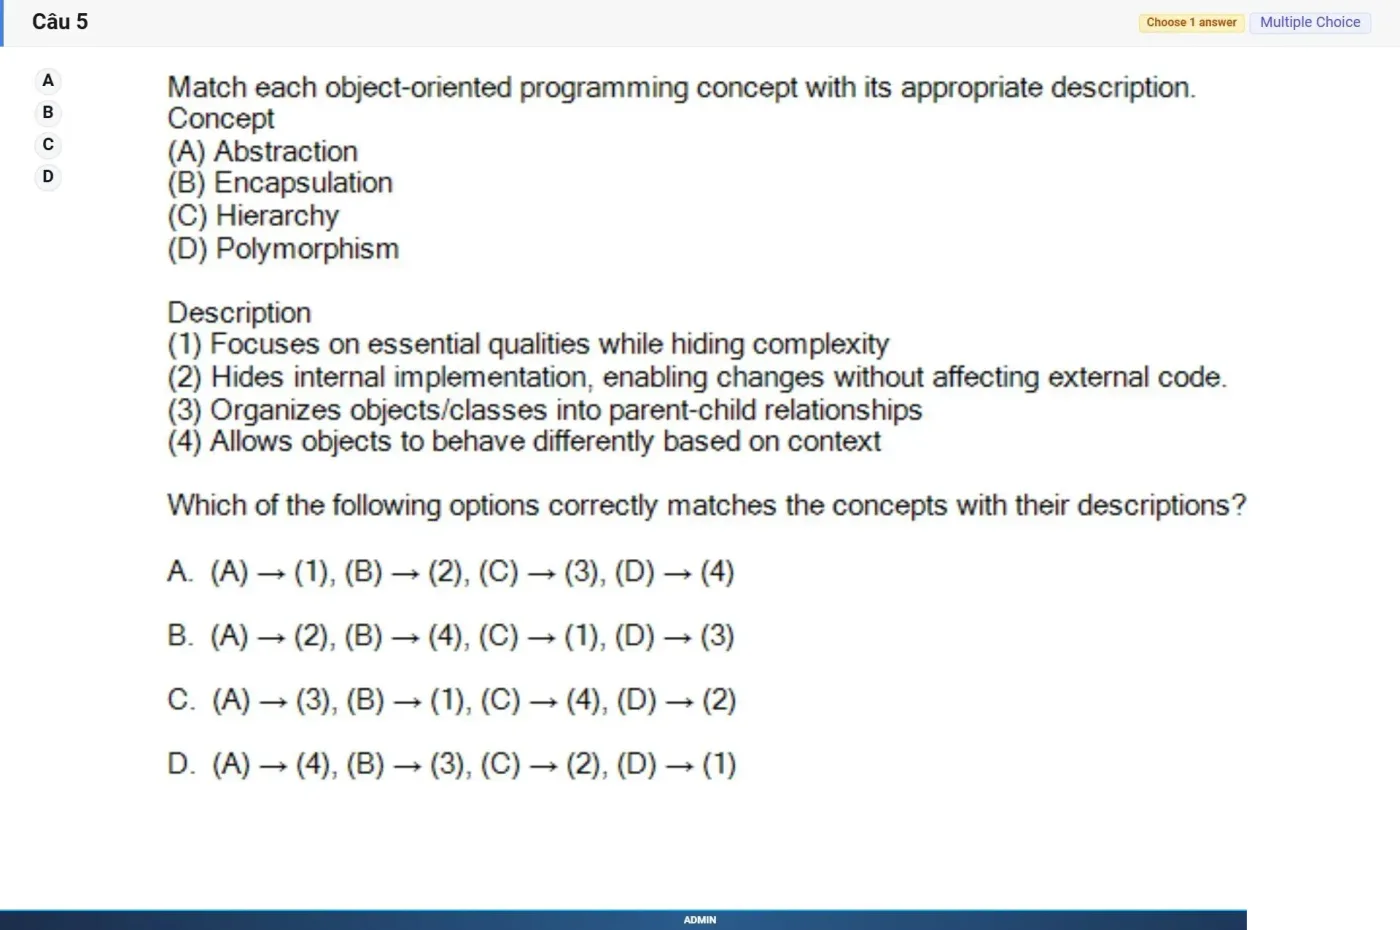 Câu 5
Choose 1 answer
Multiple Choice
A
B
C
D
Match each object-oriented programming concept with its appropriate description.
Concept
(A) Abstraction
(B) Encapsulation
(C) Hierarchy
(D) Polymorphism
Description
(1) Focuses on essential qualities while hiding complexity
(2) Hides internal implementation, enabling changes without affecting external code.
(3) Organizes objects/classes into parent-child relationships
(4) Allows objects to behave differently based on context
Which of the following options correctly matches the concepts with their descriptions?
A. (A) → (1), (B) → (2), (C) → (3), (D) → (4)
B. (A) → (2), (B) → (4), (C) → (1), (D) → (3)
C. (A) → (3), (B) → (1), (C) → (4), (D) → (2)
D. (A) → (4), (B) → (3), (C) → (2), (D) → (1)
ADMIN